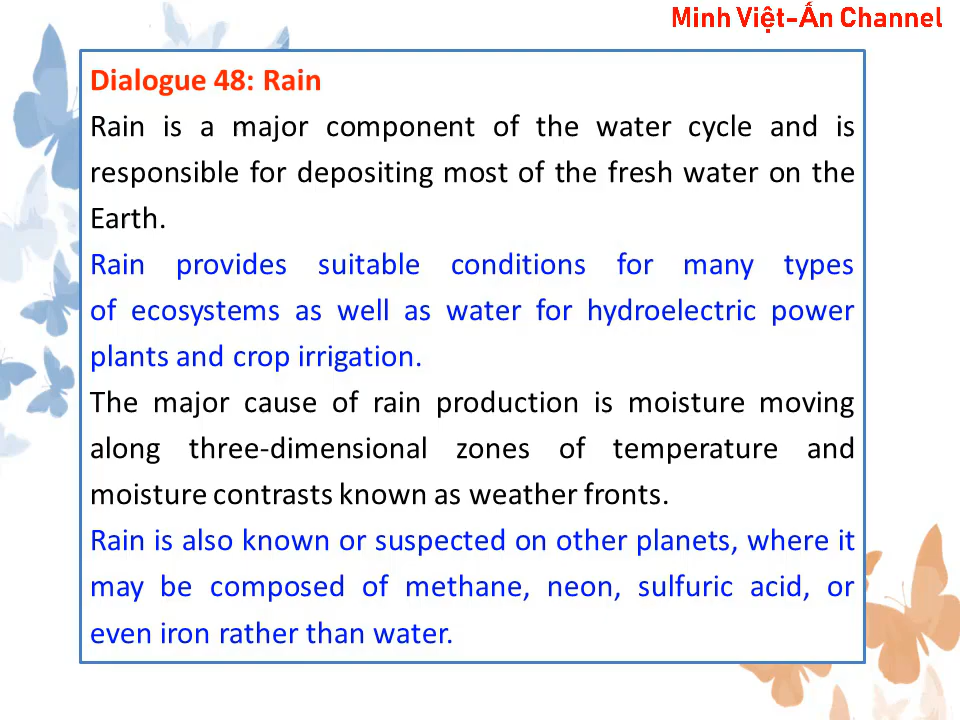 Minh Việt-Ấn Channel
Dialogue 48: Rain
Rain is a major component of the water cycle and is
responsible for depositing most of the fresh water on the
Earth.
Rain provides suitable conditions for many types
of ecosystems as well as water for hydroelectric power
plants and crop irrigation.
The major cause of rain production is moisture moving
along three-dimensional zones of temperature and
moisture contrasts known as weather fronts.
Rain is also known or suspected on other planets, where it
may be composed of methane, neon, sulfuric acid, or
even iron rather than water.